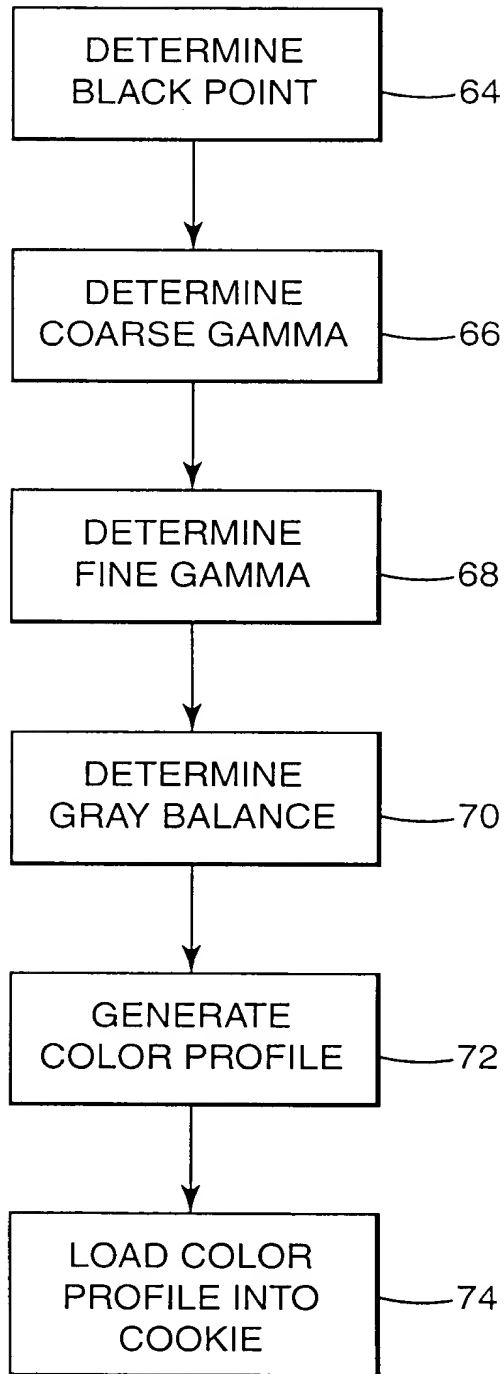 DETERMINE
BLACK POINT
64
DETERMINE
COARSE GAMMA
66
DETERMINE
FINE GAMMA
68
DETERMINE
GRAY BALANCE
70
GENERATE
COLOR PROFILE
72
LOAD COLOR
PROFILE INTO
COOKIE
74